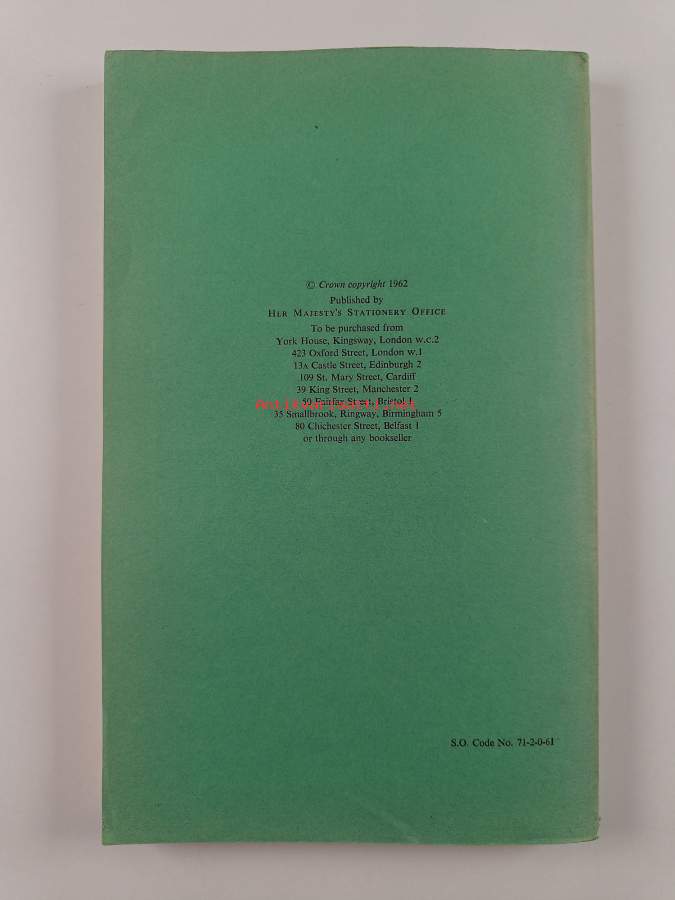 © Crown copyright 1962
Published by
HER MAJESTY'S STATIONERY OFFICE
To be purchased from
York House, Kingsway, London W.C.2
423 Oxford Street, London W.1
13A Castle Street, Edinburgh 2
109 St. Mary Street, Cardiff
39 King Street, Manchester 2
50 Fairfax Street, Bristol 1
antikvariaatti.net
35 Smallbrook, Ringway, Birmingham 5
80 Chichester Street, Belfast 1
or through any bookseller
S.O. Code No. 71-2-0-61